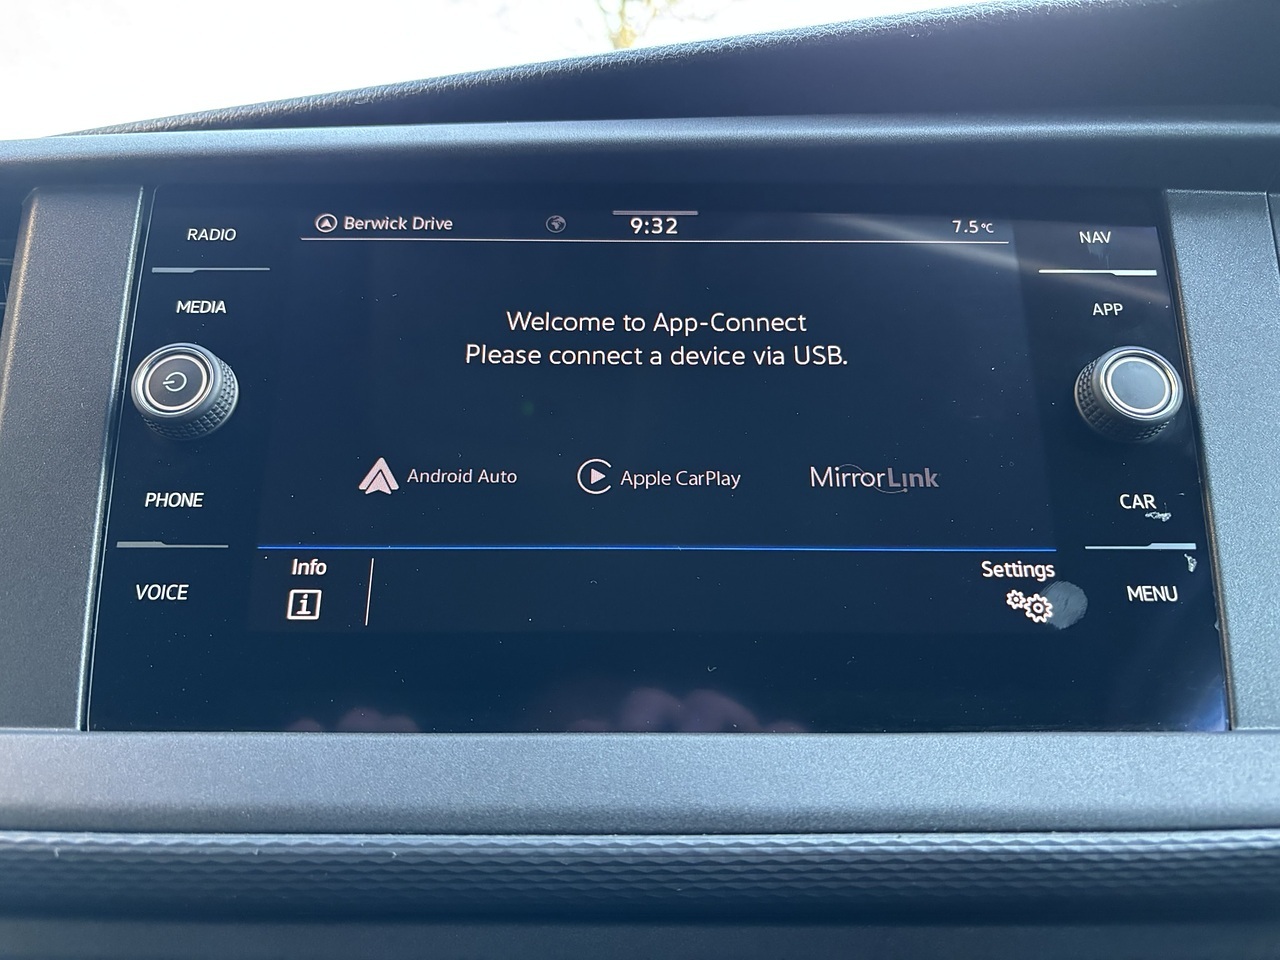 RADIO
MEDIA
PHONE
VOICE
Berwick Drive
9:32
7.5°C
Welcome to App-Connect
Please connect a device via USB.
Android Auto
Apple CarPlay
MirrorLink
Info
i
Settings
NAV
APP
CAR
MENU